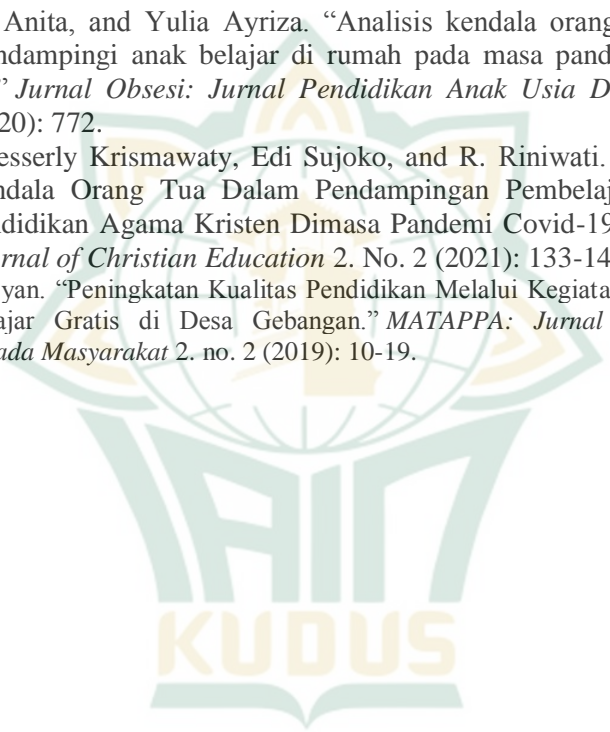 Anita, and Yulia Ayriza. “Analisis kendala orang
ndampingi anak belajar di rumah pada masa pand
” Jurnal Obsesi: Jurnal Pendidikan Anak Usia D
20): 772.
esserly Krismawaty, Edi Sujoko, and R. Riniwati.
ndala Orang Tua Dalam Pendampingan Pembelaj
ndidikan Agama Kristen Dimasa Pandemi Covid-19
rnal of Christian Education 2. No. 2 (2021): 133-14
yan. “Peningkatan Kualitas Pendidikan Melalui Kegiata
ajar Gratis di Desa Gebangan.” MATAPPA: Jurnal
ada Masyarakat 2. no. 2 (2019): 10-19.
IAIN
KUDUS